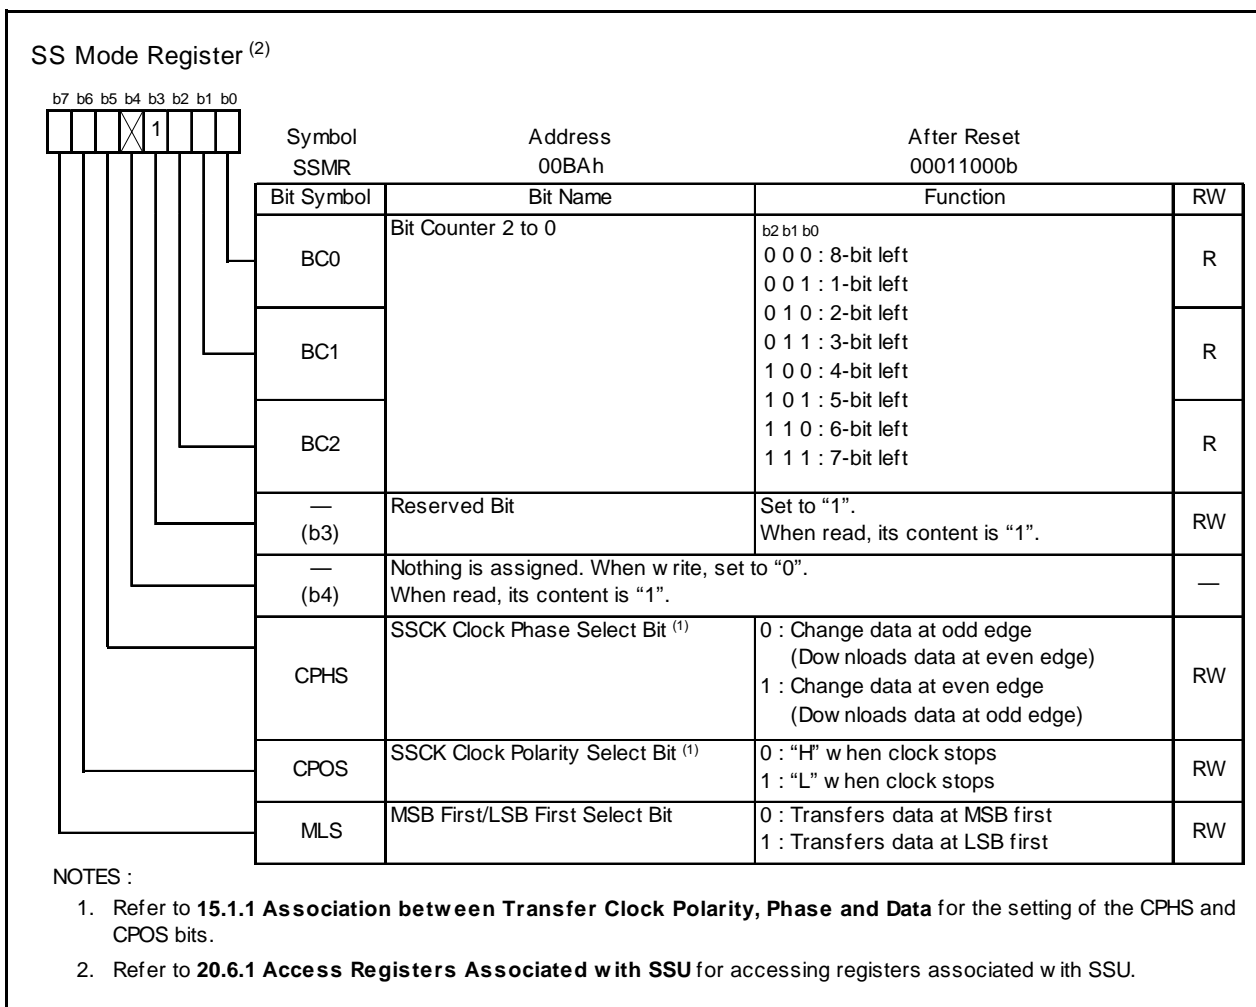 SS Mode Register (2)
b7 b6 b5 b4 b3 b2 b1 b0
1
Symbol Address After Reset
SSMR 00BAh 00011000b
Bit Symbol Bit Name Function RW
BC0 Bit Counter 2 to 0 b2 b1 b0
0 0 0 : 8-bit left R
0 0 1 : 1-bit left
0 1 0 : 2-bit left
BC1 0 1 1 : 3-bit left R
1 0 0 : 4-bit left
1 0 1 : 5-bit left
BC2 1 1 0 : 6-bit left R
1 1 1 : 7-bit left
— Reserved Bit Set to “1”.
(b3) When read, its content is “1”. RW
— Nothing is assigned. When write, set to “0”. —
(b4) When read, its content is “1”.
CPHS SSCK Clock Phase Select Bit (1) 0 : Change data at odd edge
(Downloads data at even edge) RW
1 : Change data at even edge
(Downloads data at odd edge)
CPOS SSCK Clock Polarity Select Bit (1) 0 : “H” when clock stops RW
1 : “L” when clock stops
MLS MSB First/LSB First Select Bit 0 : Transfers data at MSB first RW
1 : Transfers data at LSB first
NOTES :
1. Refer to 15.1.1 Association between Transfer Clock Polarity, Phase and Data for the setting of the CPHS and
CPOS bits.
2. Refer to 20.6.1 Access Registers Associated with SSU for accessing registers associated with SSU.